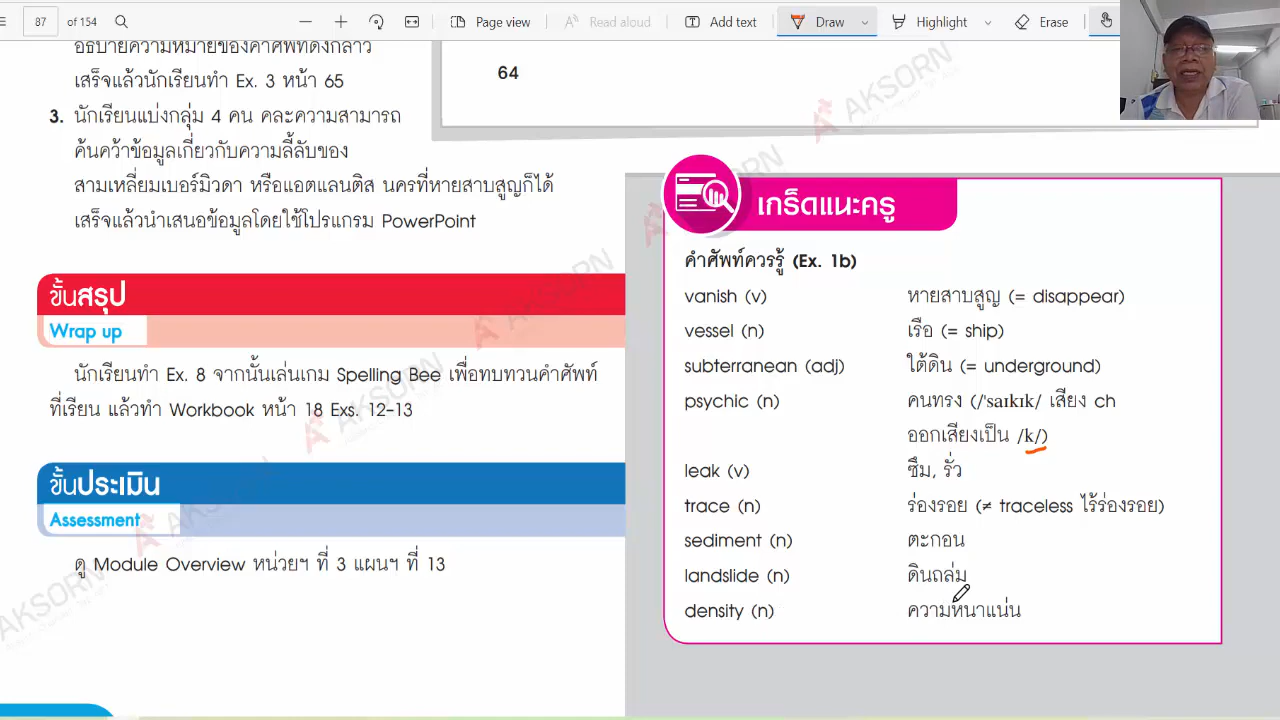 87 of 154 Page view Read aloud Add text Draw Highlight Erase
อธิบายความหมายของคำศัพท์ดังกล่าว
เสร็จแล้วนักเรียนทำ Ex. 3 หน้า 65
3. นักเรียนแบ่งกลุ่ม 4 คน คละความสามารถ
ค้นคว้าข้อมูลเกี่ยวกับความลี้ลับของ
สามเหลี่ยมเบอร์มิวดา หรือแอตแลนติส นครที่หายสาบสูญก็ได้
เสร็จแล้วนำเสนอข้อมูลโดยใช้โปรแกรม PowerPoint
ขั้นสรุป
Wrap up
นักเรียนทำ Ex. 8 จากนั้นเล่นเกม Spelling Bee เพื่อทบทวนคำศัพท์
ที่เรียน แล้วทำ Workbook หน้า 18 Exs. 12-13
ขั้นประเมิน
Assessment
ดู Module Overview หน่วยฯ ที่ 3 แผนฯ ที่ 13
64
เกร็ดแนะครู
คำศัพท์ควรรู้ (Ex. 1b)
vanish (v) หายสาบสูญ (= disappear)
vessel (n) เรือ (= ship)
subterranean (adj) ใต้ดิน (= underground)
psychic (n) คนทรง (/'saɪkɪk/ เสียง ch
ออกเสียงเป็น /k/)
leak (v) ซึม, รั่ว
trace (n) ร่องรอย (≠ traceless ไร้ร่องรอย)
sediment (n) ตะกอน
landslide (n) ดินถล่ม
density (n) ความหนาแน่น
AKSORN
AKSORN
AKSORN
AKSORN
AKSORN
AKSORN